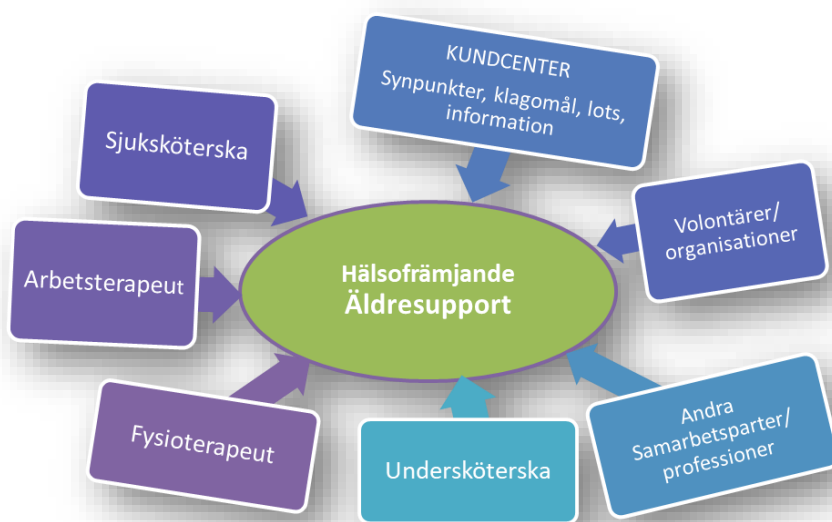 KUNDCENTER
Synpunkter, klagomål, lots,
information
Sjuksköterska
Volontärer/
organisationer
Arbetsterapeut
Hälsofrämjande
Äldresupport
Fysioterapeut
Undersköterska
Andra
Samarbetsparter/
professioner